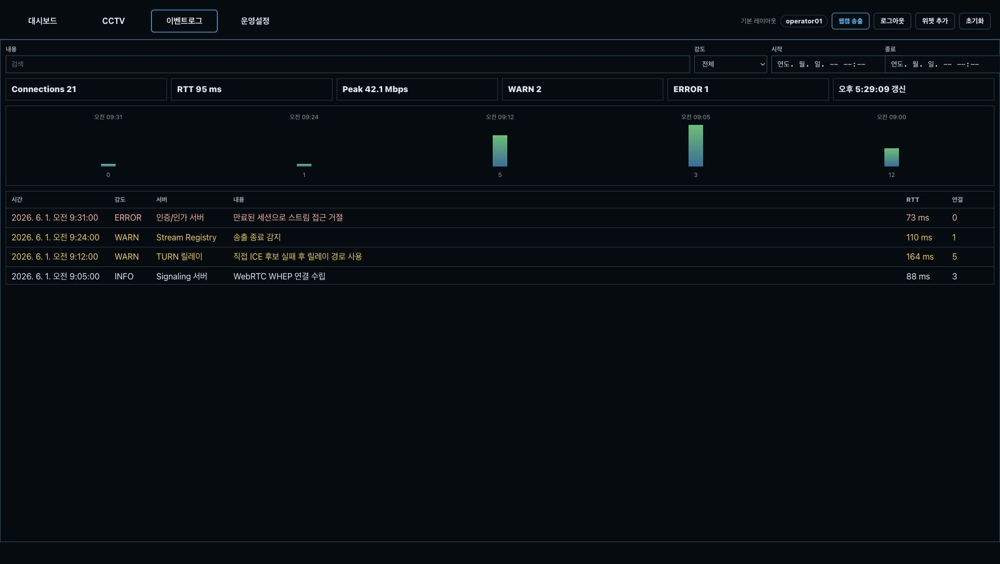 대시보드 CCTV 이벤트로그 운영설정 기본 레이아웃 operator01 웹캠 송출 로그아웃 위젯 추가 초기화
내용 강도 시작 종료
검색 전체 연도. 월. 일. -- --:-- 연도. 월. 일. -- --:--
Connections 21 RTT 95 ms Peak 42.1 Mbps WARN 2 ERROR 1 오후 5:29:09 갱신
오전 09:31 오전 09:24 오전 09:12 오전 09:05 오전 09:00
0 1 5 3 12
시간 강도 서버 내용 RTT 연결
2026. 6. 1. 오전 9:31:00 ERROR 인증/인가 서버 만료된 세션으로 스트림 접근 거절 73 ms 0
2026. 6. 1. 오전 9:24:00 WARN Stream Registry 송출 종료 감지 110 ms 1
2026. 6. 1. 오전 9:12:00 WARN TURN 릴레이 직접 ICE 후보 실패 후 릴레이 경로 사용 164 ms 5
2026. 6. 1. 오전 9:05:00 INFO Signaling 서버 WebRTC WHEP 연결 수립 88 ms 3